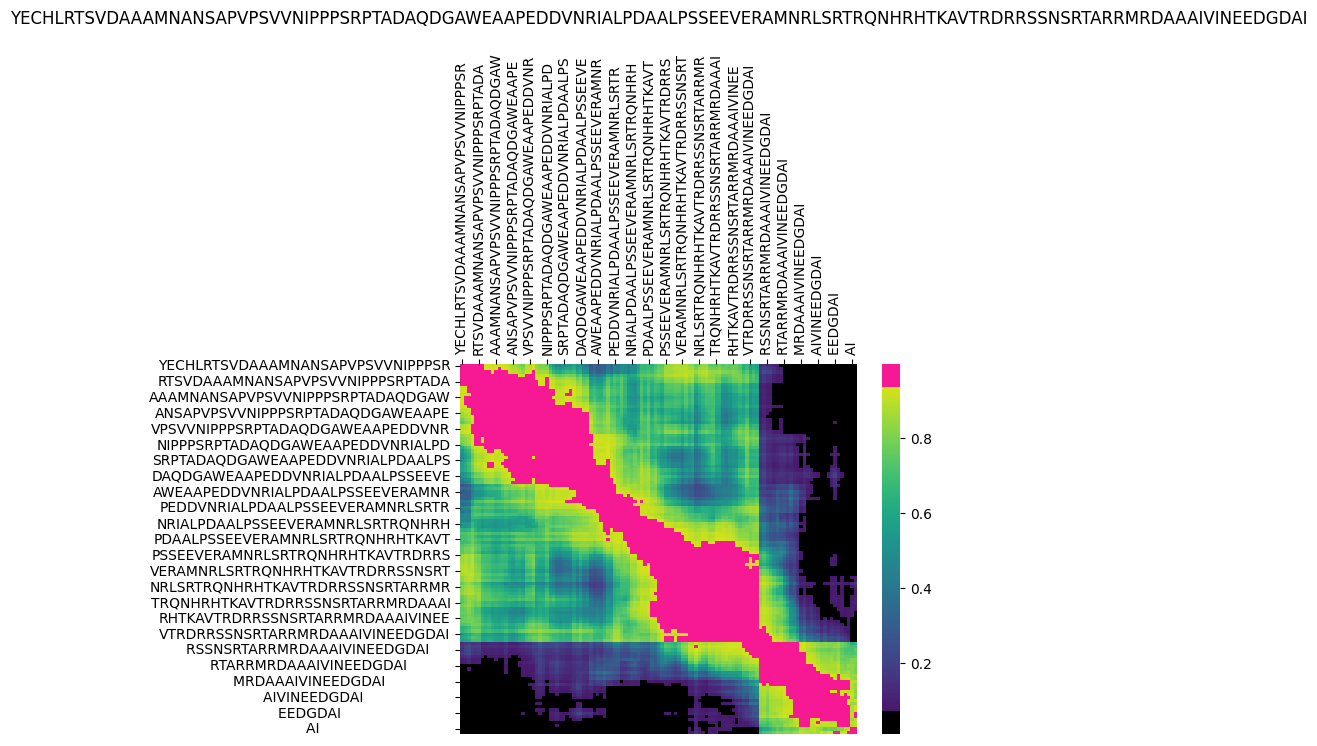 YECHLRTSVDAAAMNANSAPVPSVVNIPPPSRPTADAQDGAWEAAPEDDVNRIALPDAALPSSEEVERAMNRLSRTRQNHRHTKAVTRDRRSSNSRTARRMRDAAAIVINEEDGDAI
YECHLRTSVDAAAMNANSAPVPSVVNIPPPSR
RTSVDAAAMNANSAPVPSVVNIPPPSRPTADA
AAAMNANSAPVPSVVNIPPPSRPTADAQDGAW
ANSAPVPSVVNIPPPSRPTADAQDGAWEAAPE
VPSVVNIPPPSRPTADAQDGAWEAAPEDDVNR
NIPPPSRPTADAQDGAWEAAPEDDVNRIALPD
SRPTADAQDGAWEAAPEDDVNRIALPDAALPS
DAQDGAWEAAPEDDVNRIALPDAALPSSEEVE
AWEAAPEDDVNRIALPDAALPSSEEVERAMNR
PEDDVNRIALPDAALPSSEEVERAMNRLSRTR
NRIALPDAALPSSEEVERAMNRLSRTRQNHRH
PDAALPSSEEVERAMNRLSRTRQNHRHTKAVT
PSSEEVERAMNRLSRTRQNHRHTKAVTRDRRS
VERAMNRLSRTRQNHRHTKAVTRDRRSSNSRT
NRLSRTRQNHRHTKAVTRDRRSSNSRTARRMR
TRQNHRHTKAVTRDRRSSNSRTARRMRDAAAI
RHTKAVTRDRRSSNSRTARRMRDAAAIVINEE
VTRDRRSSNSRTARRMRDAAAIVINEEDGDAI
RSSNSRTARRMRDAAAIVINEEDGDAI
RTARRMRDAAAIVINEEDGDAI
MRDAAAIVINEEDGDAI
AIVINEEDGDAI
EEDGDAI
AI
YECHLRTSVDAAAMNANSAPVPSVVNIPPPSR
RTSVDAAAMNANSAPVPSVVNIPPPSRPTADA
AAAMNANSAPVPSVVNIPPPSRPTADAQDGAW
ANSAPVPSVVNIPPPSRPTADAQDGAWEAAPE
VPSVVNIPPPSRPTADAQDGAWEAAPEDDVNR
NIPPPSRPTADAQDGAWEAAPEDDVNRIALPD
SRPTADAQDGAWEAAPEDDVNRIALPDAALPS
DAQDGAWEAAPEDDVNRIALPDAALPSSEEVE
AWEAAPEDDVNRIALPDAALPSSEEVERAMNR
PEDDVNRIALPDAALPSSEEVERAMNRLSRTR
NRIALPDAALPSSEEVERAMNRLSRTRQNHRH
PDAALPSSEEVERAMNRLSRTRQNHRHTKAVT
PSSEEVERAMNRLSRTRQNHRHTKAVTRDRRS
VERAMNRLSRTRQNHRHTKAVTRDRRSSNSRT
NRLSRTRQNHRHTKAVTRDRRSSNSRTARRMR
TRQNHRHTKAVTRDRRSSNSRTARRMRDAAAI
RHTKAVTRDRRSSNSRTARRMRDAAAIVINEE
VTRDRRSSNSRTARRMRDAAAIVINEEDGDAI
RSSNSRTARRMRDAAAIVINEEDGDAI
RTARRMRDAAAIVINEEDGDAI
MRDAAAIVINEEDGDAI
AIVINEEDGDAI
EEDGDAI
AI
0.8
0.6
0.4
0.2